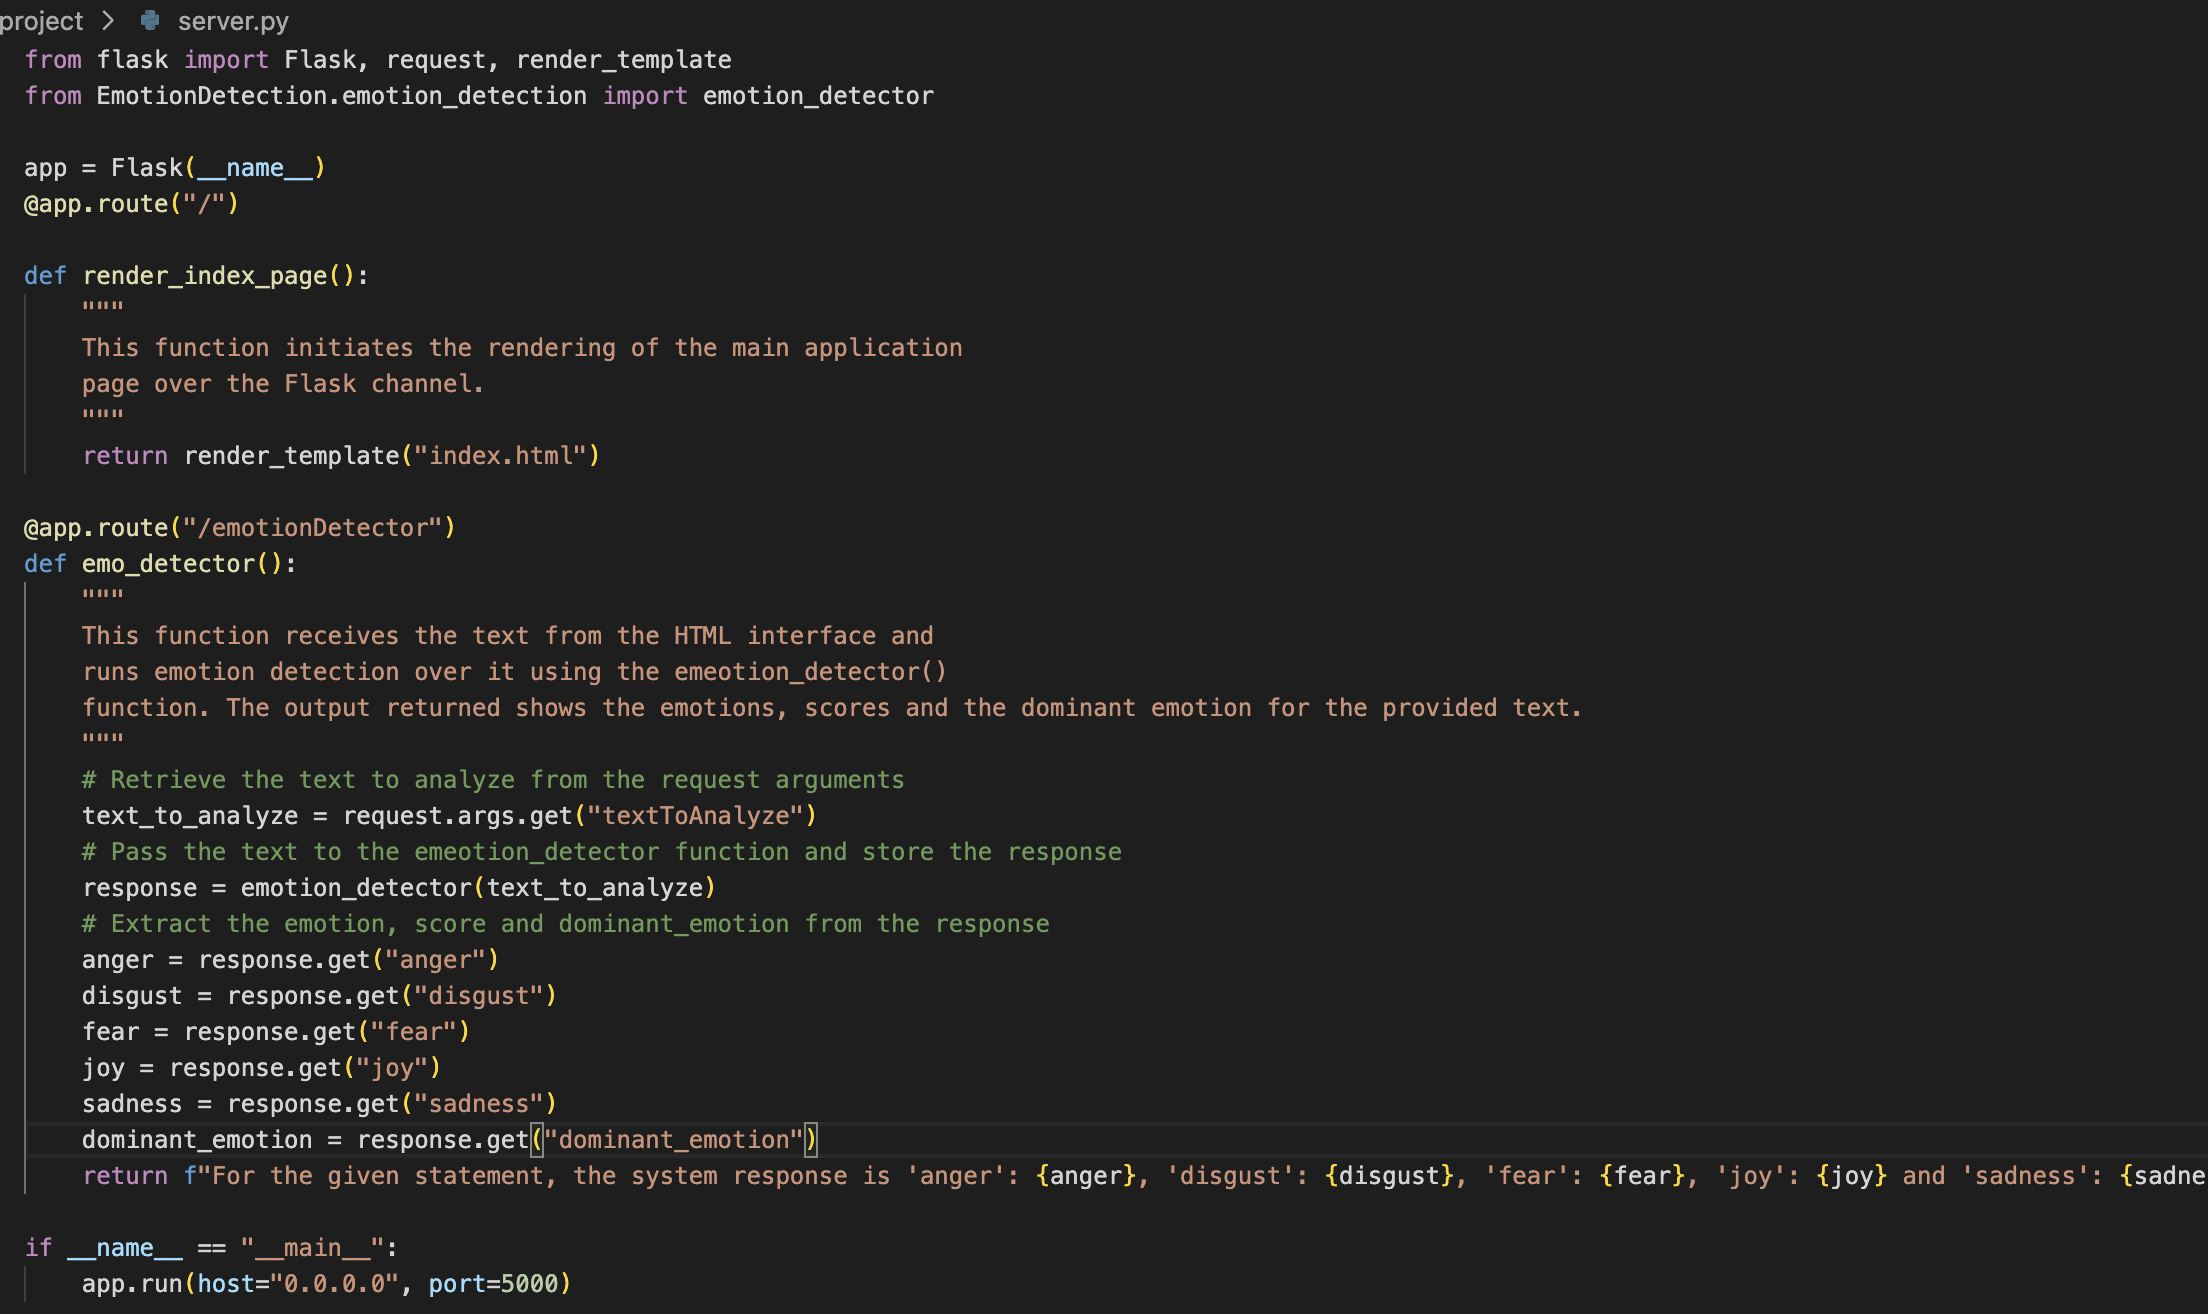 project > server.py
from flask import Flask, request, render_template
from EmotionDetection.emotion_detection import emotion_detector
app = Flask(__name__)
@app.route("/")
def render_index_page():
    """
    This function initiates the rendering of the main application
    page over the Flask channel.
    """
    return render_template("index.html")
@app.route("/emotionDetector")
def emo_detector():
    """
    This function receives the text from the HTML interface and
    runs emotion detection over it using the emeotion_detector()
    function. The output returned shows the emotions, scores and the dominant emotion for the provided text.
    """
    # Retrieve the text to analyze from the request arguments
    text_to_analyze = request.args.get("textToAnalyze")
    # Pass the text to the emeotion_detector function and store the response
    response = emotion_detector(text_to_analyze)
    # Extract the emotion, score and dominant_emotion from the response
    anger = response.get("anger")
    disgust = response.get("disgust")
    fear = response.get("fear")
    joy = response.get("joy")
    sadness = response.get("sadness")
    dominant_emotion = response.get("dominant_emotion")
    return f"For the given statement, the system response is 'anger': {anger}, 'disgust': {disgust}, 'fear': {fear}, 'joy': {joy} and 'sadness': {sadne
if __name__ == "__main__":
    app.run(host="0.0.0.0", port=5000)